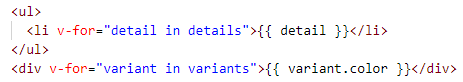 <ul>
<li v-for="detail in details">{{ detail }}</li>
</ul>
<div v-for="variant in variants">{{ variant.color }}</div>